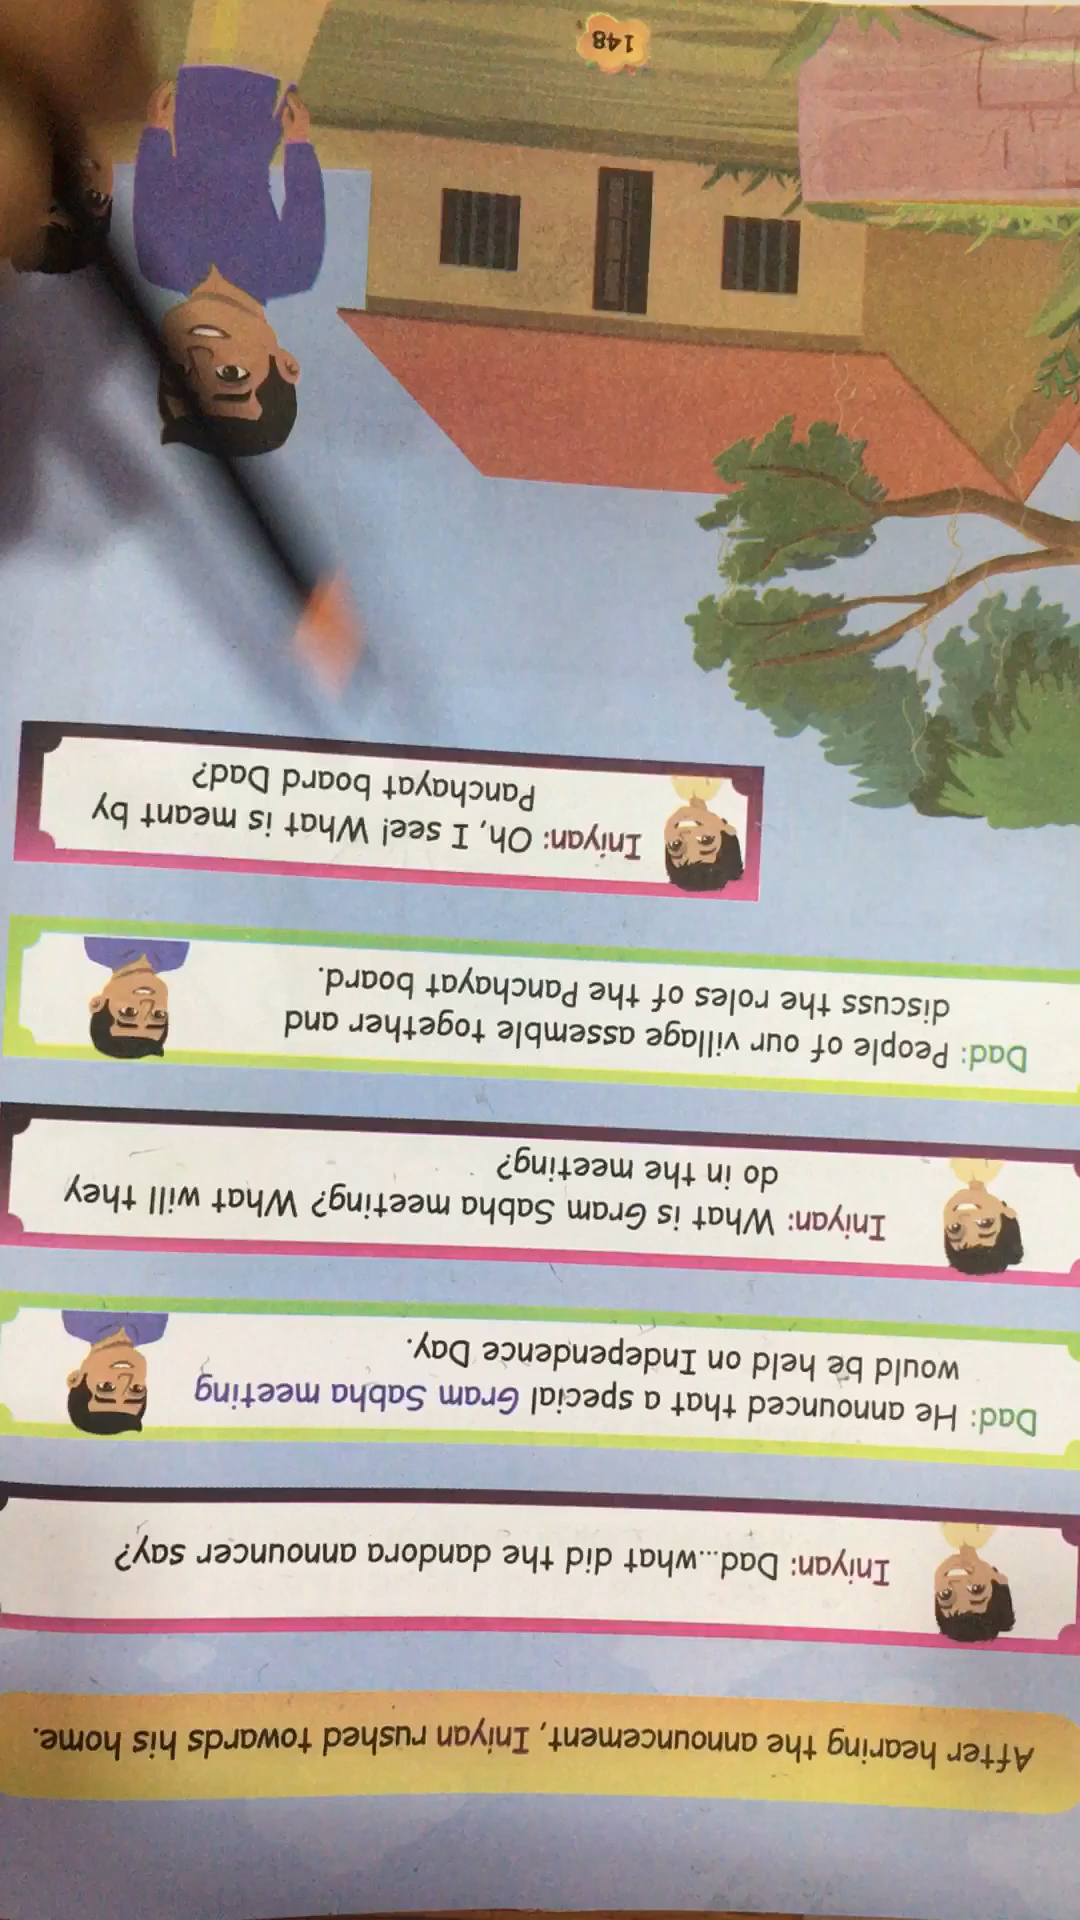 After hearing the announcement, Iniyan rushed towards his home.
Iniyan: Dad...what did the dandora announcer say?
Dad: He announced that a special Gram Sabha meeting
would be held on Independence Day.
Iniyan: What is Gram Sabha meeting? What will they
do in the meeting?
Dad: People of our village assemble together and
discuss the roles of the Panchayat board.
Iniyan: Oh, I see! What is meant by
Panchayat board Dad?
148